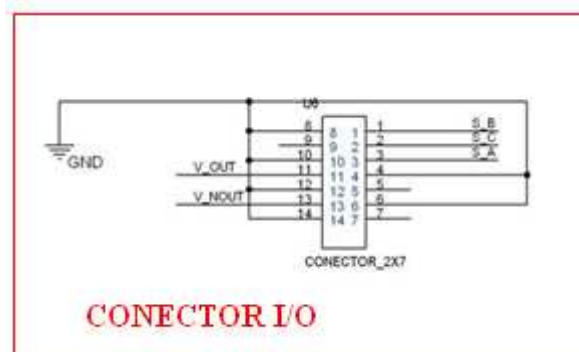 U6
8 8 1 1 S_B
9 9 2 2 S_C
10 10 3 3 S_A
GND
V_OUT 11 11 4 4
12 12 5 5
V_NOUT 13 13 6 6
14 14 7 7
CONECTOR_2X7
CONECTOR I/O